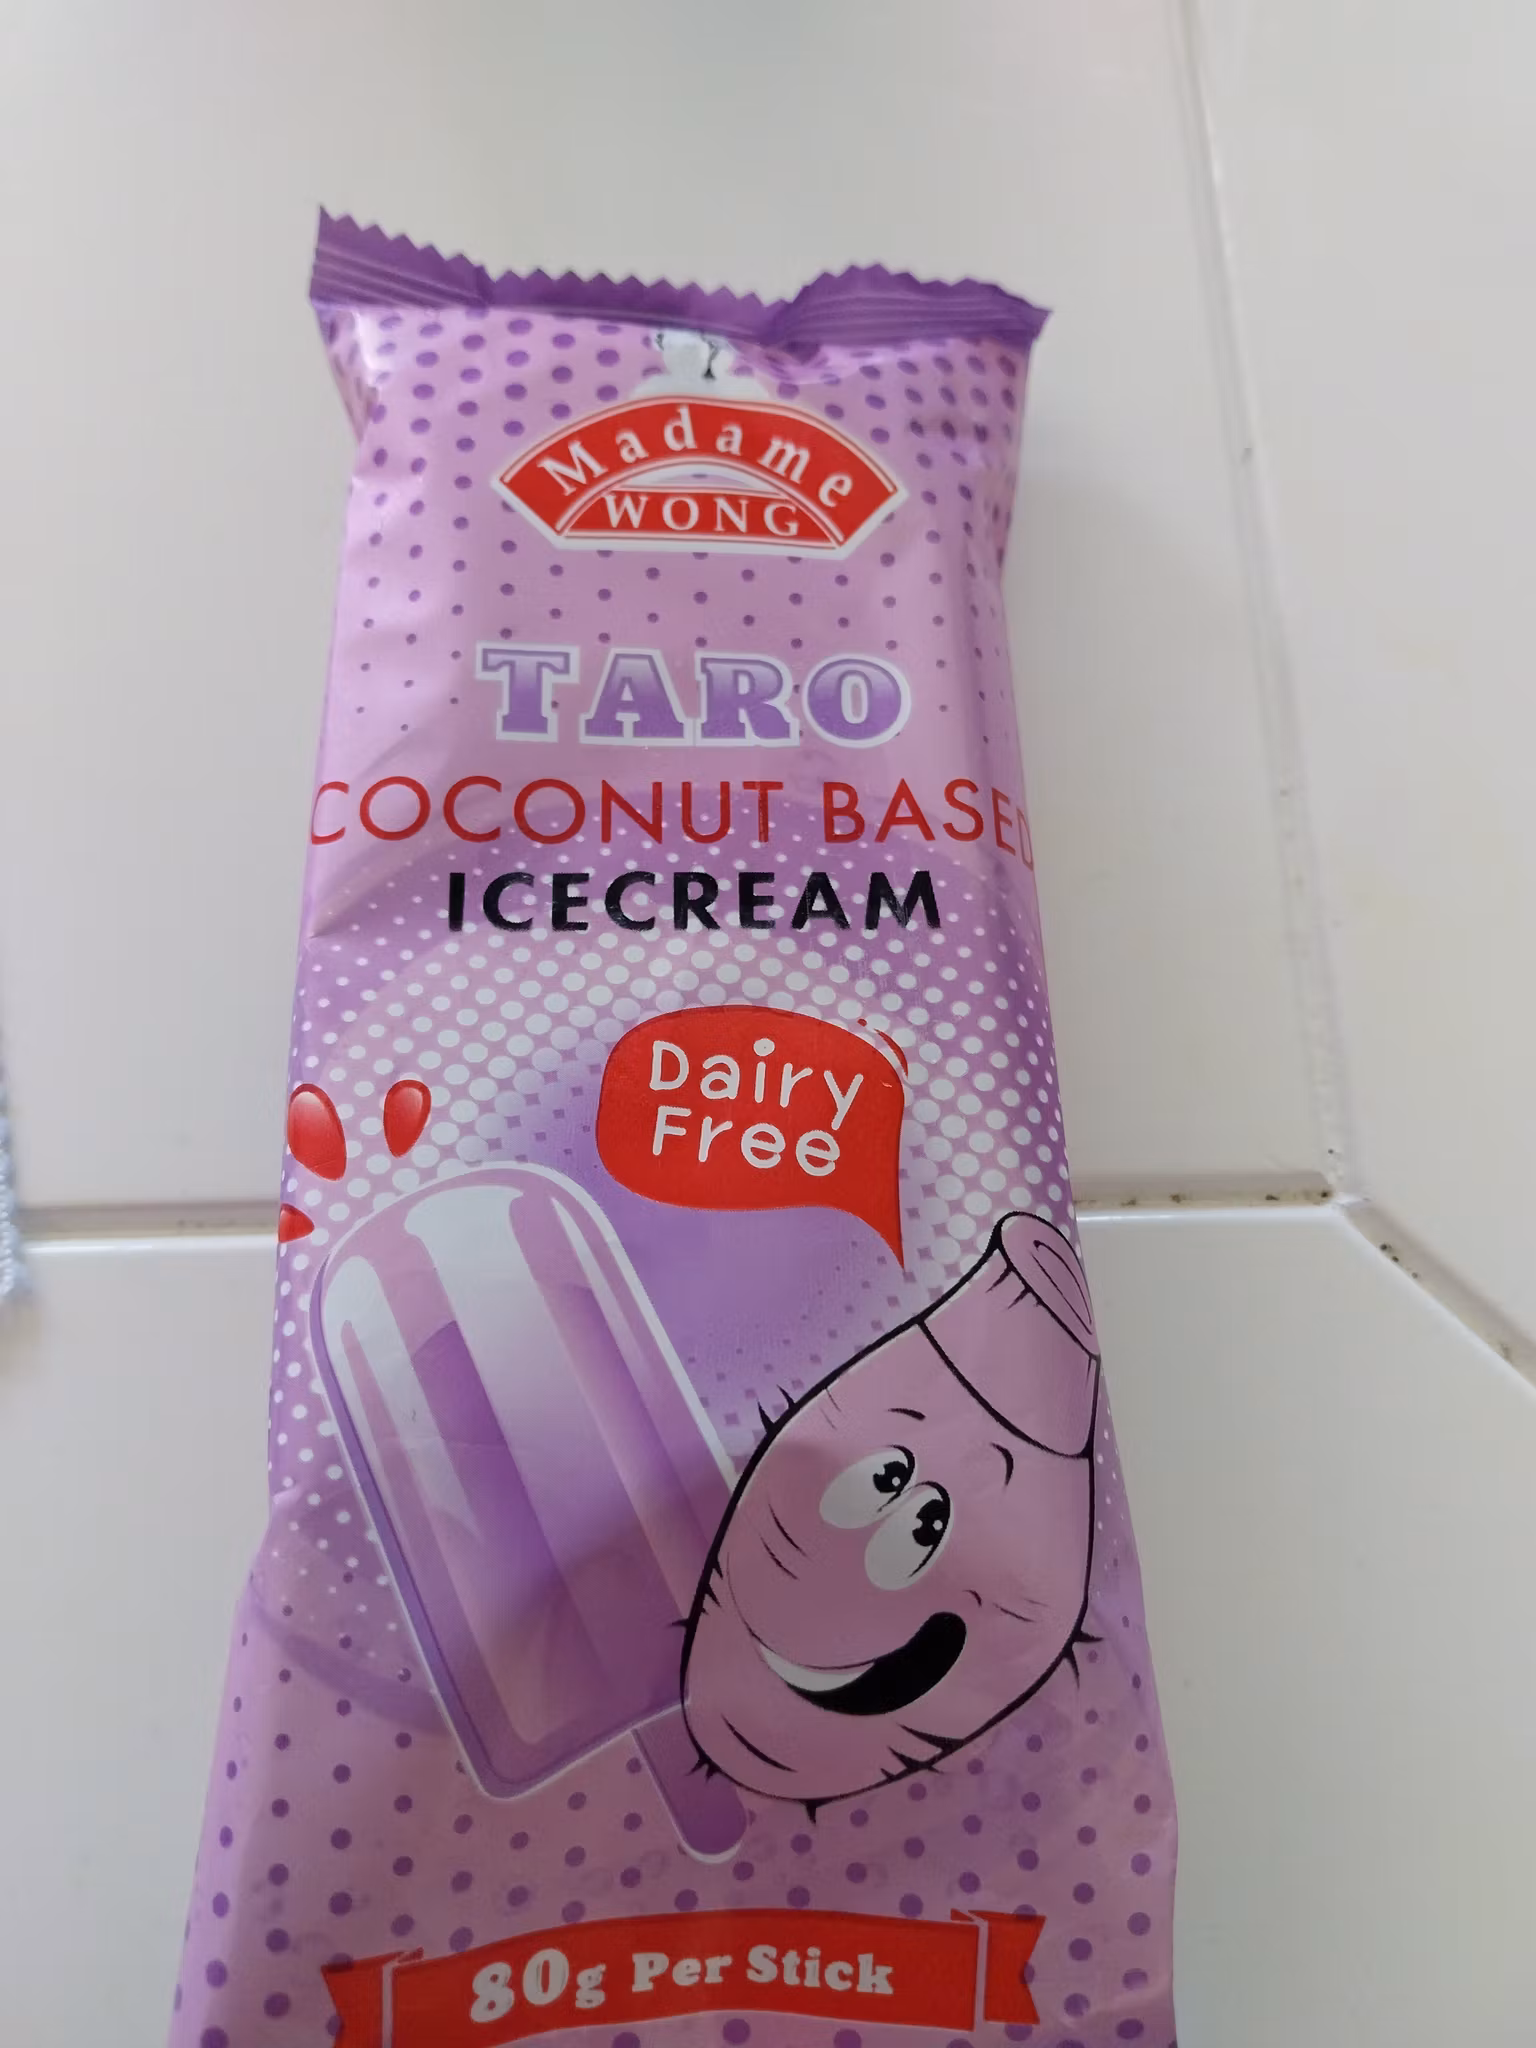 Madame
WONG
TARO
COCONUT BASED
ICECREAM
Dairy
Free
80g Per Stick